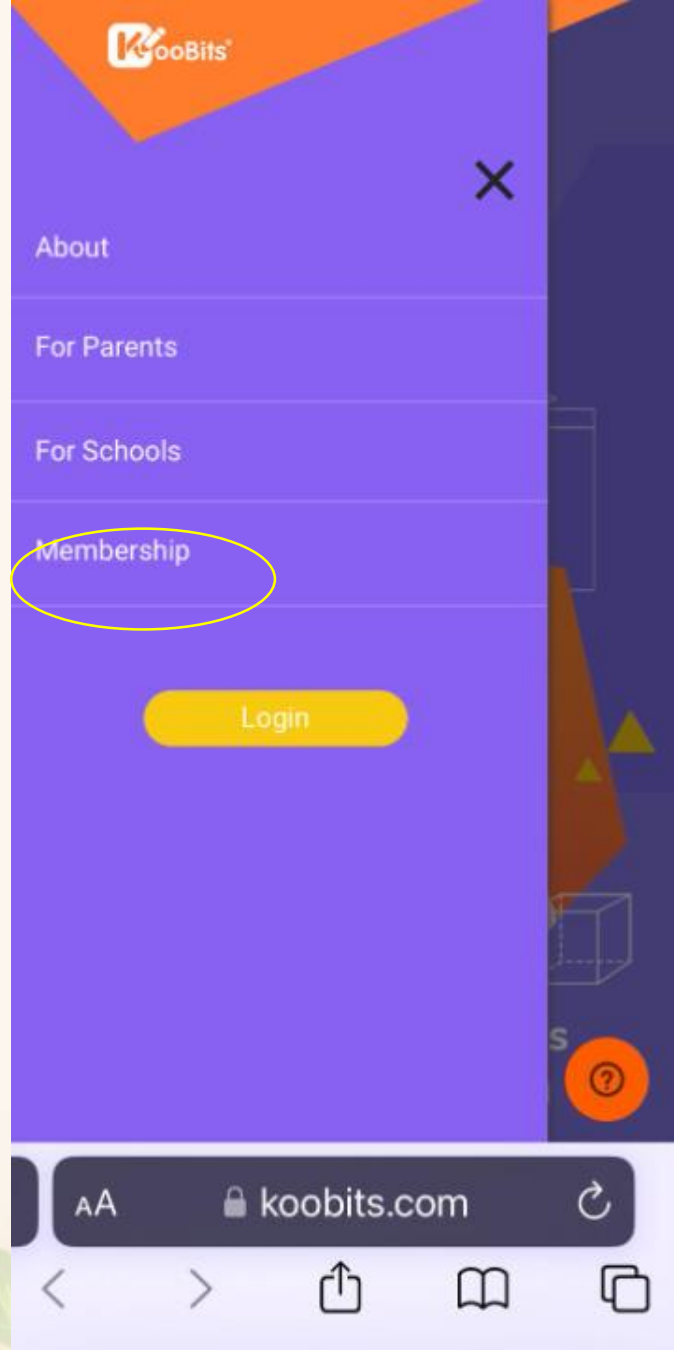 KooBits
About
For Parents
For Schools
Membership
Login
s
?
AA koobits.com